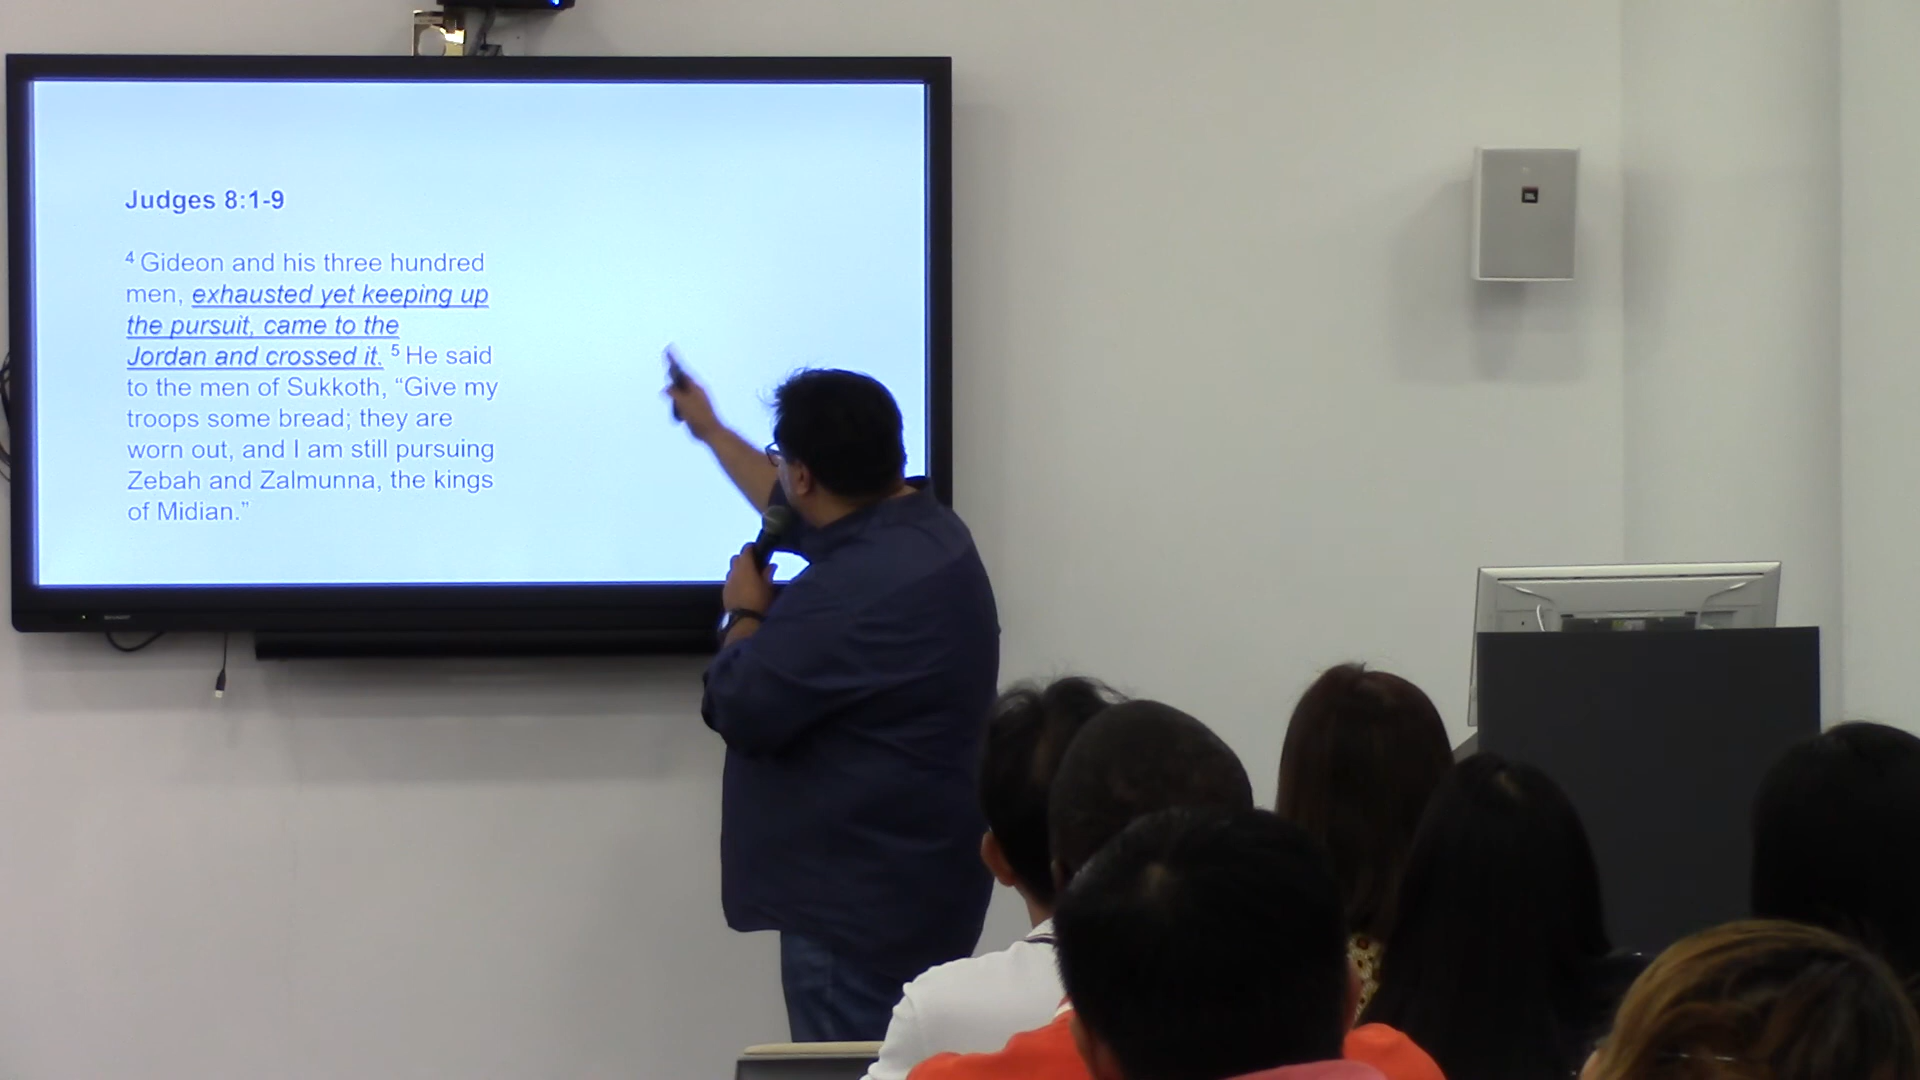 Judges 8:1-9
4 Gideon and his three hundred
men, exhausted yet keeping up
the pursuit, came to the
Jordan and crossed it. 5 He said
to the men of Sukkoth, “Give my
troops some bread; they are
worn out, and I am still pursuing
Zebah and Zalmunna, the kings
of Midian.”
JBL
SHARP